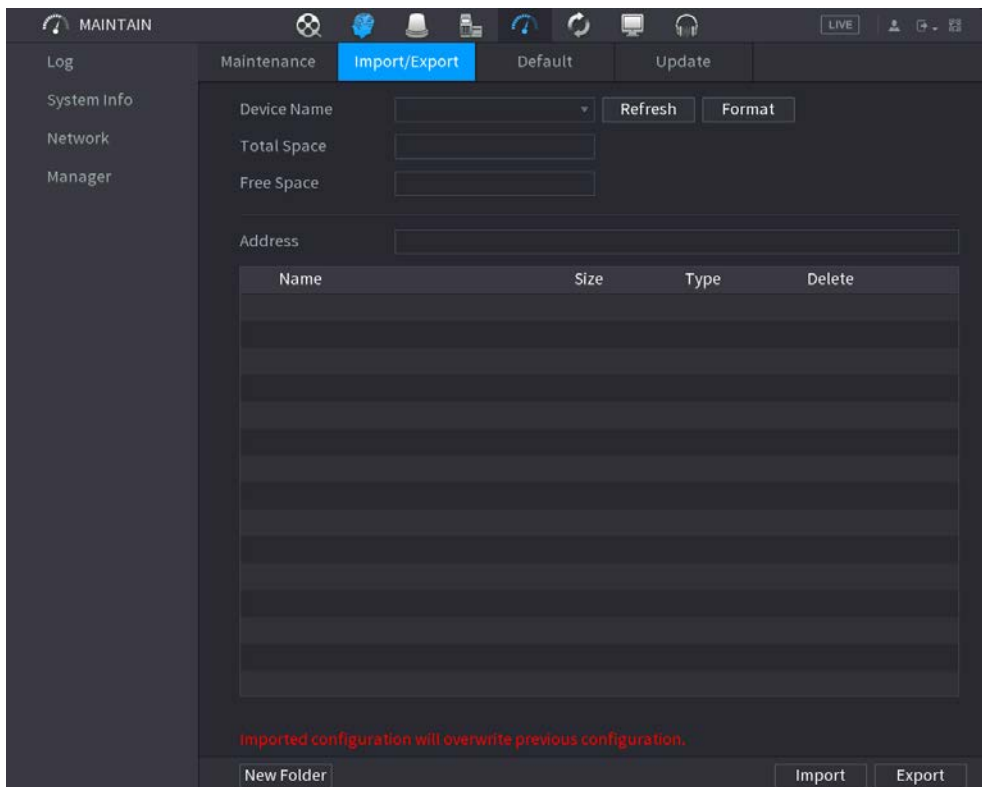 MAINTAIN LIVE
Log
System Info
Network
Manager
Maintenance Import/Export Default Update
Device Name Refresh Format
Total Space
Free Space
Address
Name Size Type Delete
Imported configuration will overwrite previous configuration.
New Folder Import Export